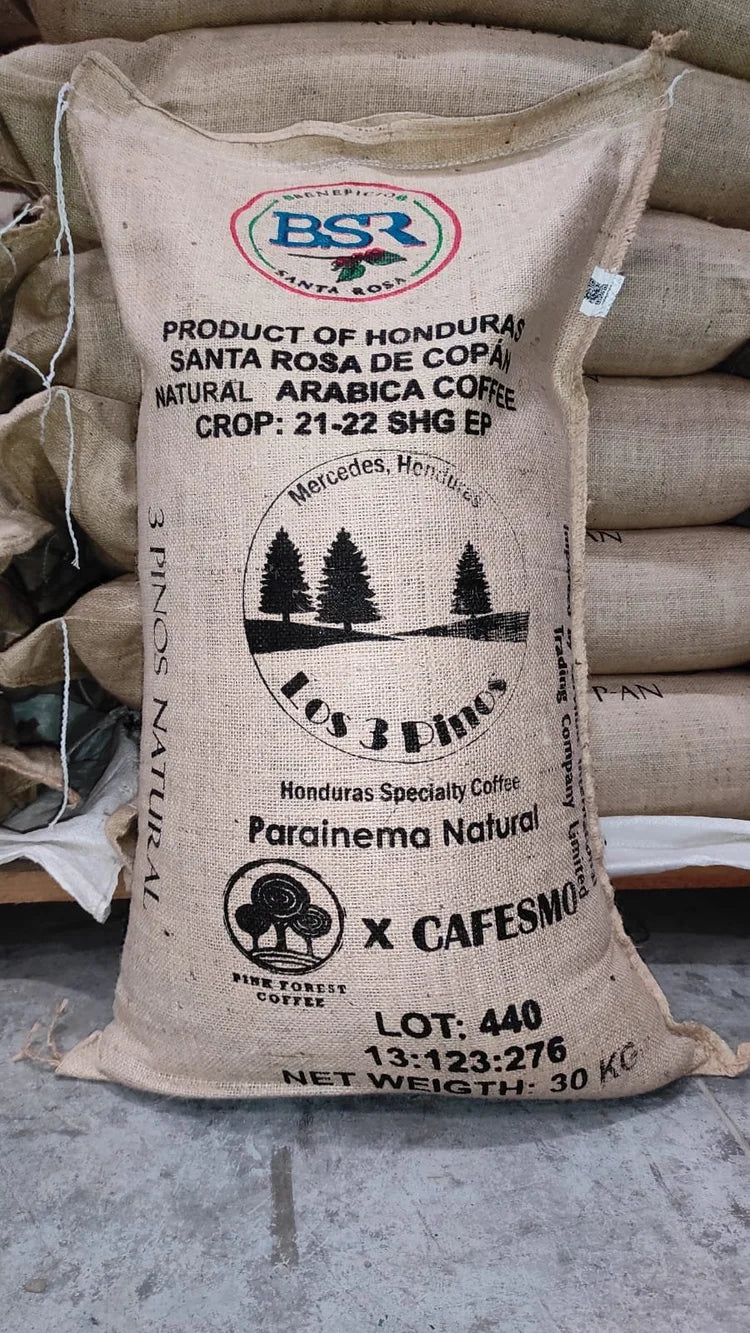 BENEFICIOS
BSR
SANTA ROSA
PRODUCT OF HONDURAS
SANTA ROSA DE COPÁN
NATURAL ARABICA COFFEE
CROP: 21-22 SHG EP
Mercedes, Honduras
Los 3 Pinos
Honduras Specialty Coffee
Parainema Natural
PINK FOREST
COFFEE
X CAFESMO
LOT: 440
13:123:276
NET WEIGTH: 30 KG
3 PINOS NATURAL
Trading Company Limited
P-AN